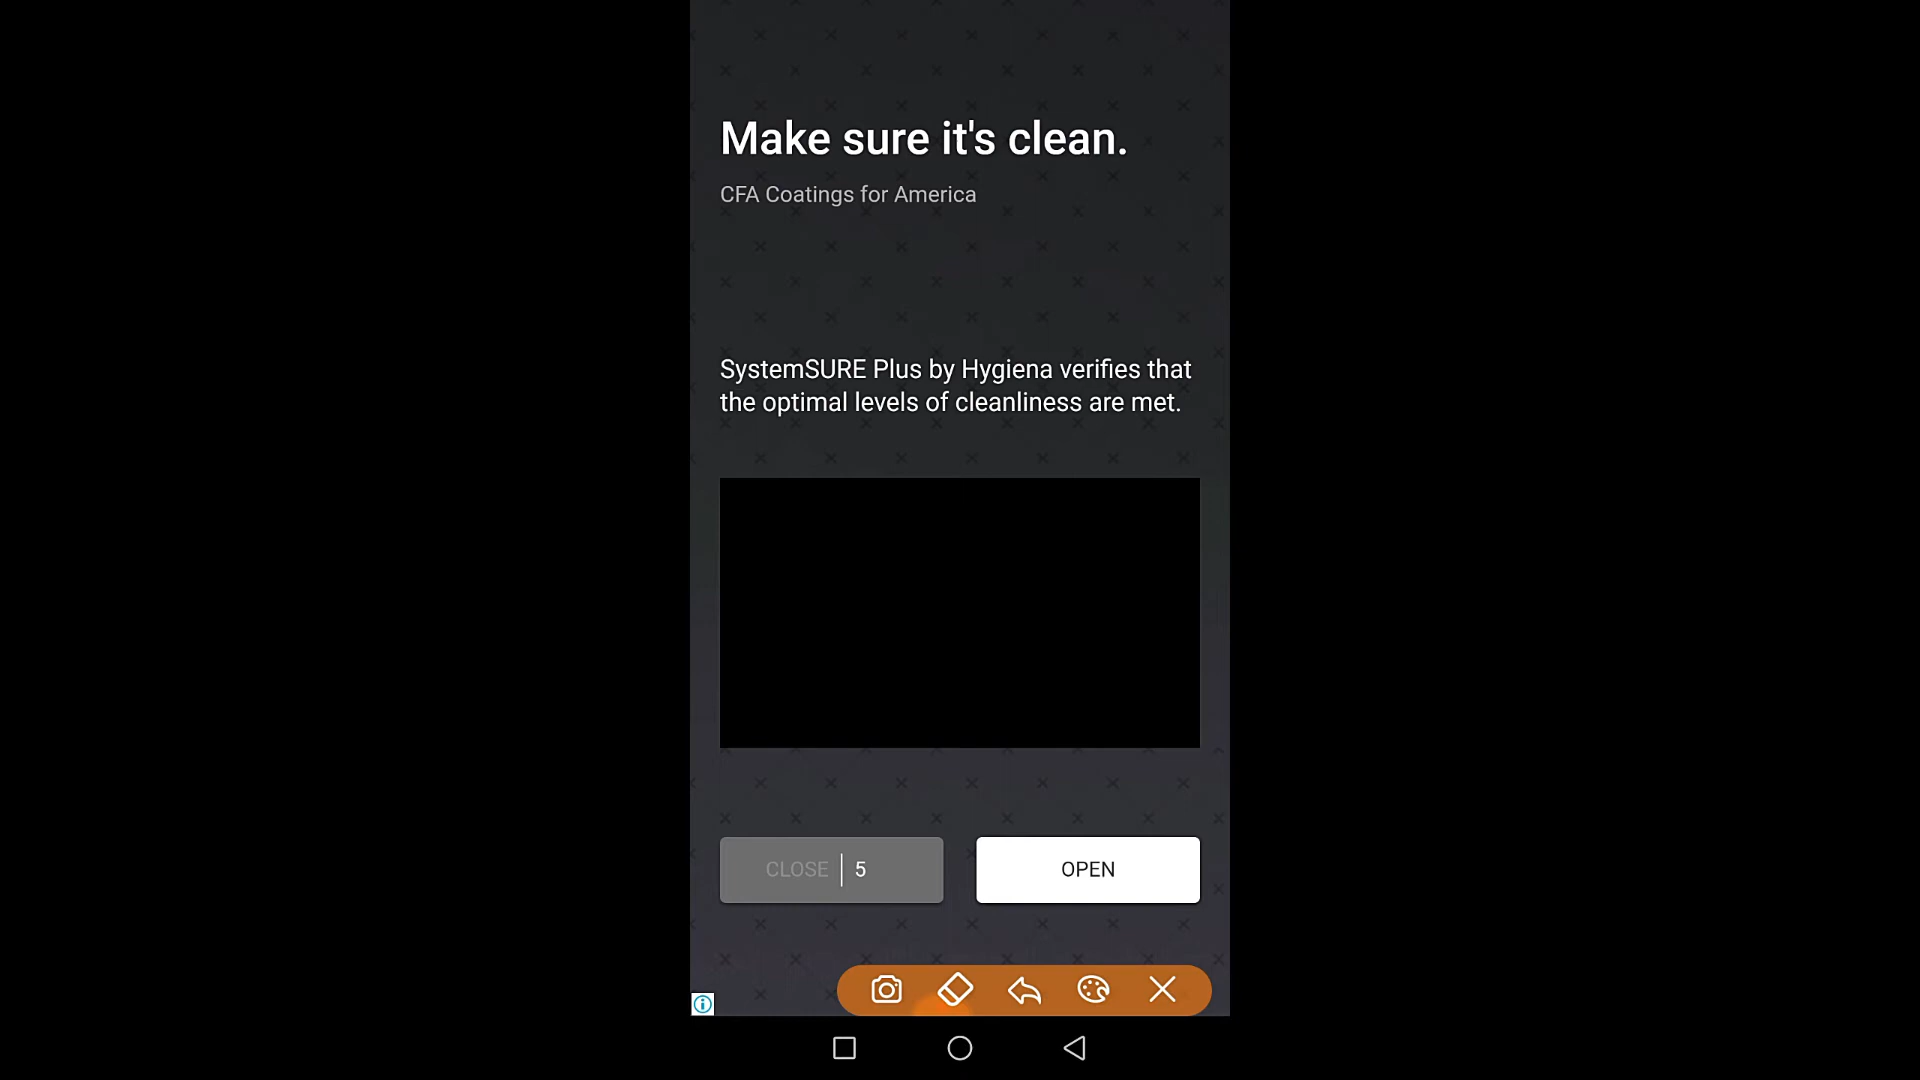 Make sure it's clean.
CFA Coatings for America
SystemSURE Plus by Hygiena verifies that
the optimal levels of cleanliness are met.
CLOSE | 5
OPEN